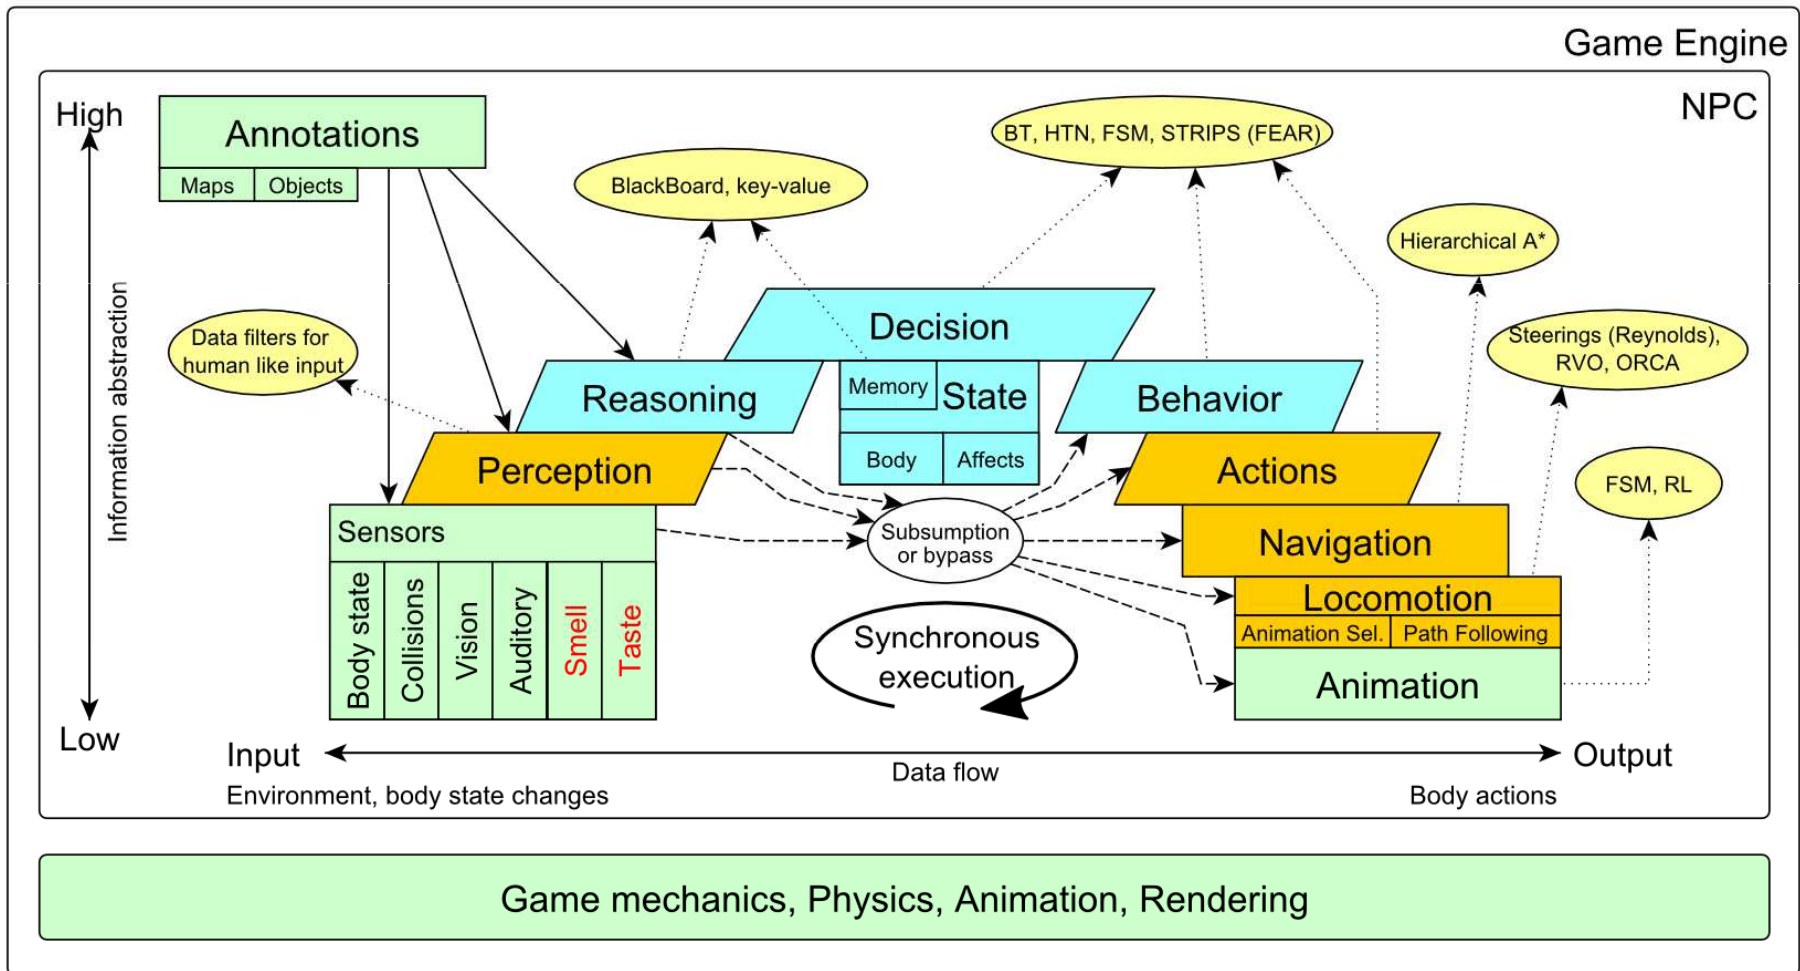 Game Engine
NPC
High
Annotations
Maps
Objects
BlackBoard, key-value
BT, HTN, FSM, STRIPS (FEAR)
Hierarchical A*
Information abstraction
Data filters for
human like input
Decision
Steerings (Reynolds),
RVO, ORCA
Reasoning
Memory
State
Behavior
Perception
Body
Affects
Actions
FSM, RL
Sensors
Subsumption
or bypass
Navigation
Body state
Collisions
Vision
Auditory
Smell
Taste
Locomotion
Animation Sel.
Path Following
Synchronous
execution
Animation
Low
Input
Data flow
Output
Environment, body state changes
Body actions
Game mechanics, Physics, Animation, Rendering